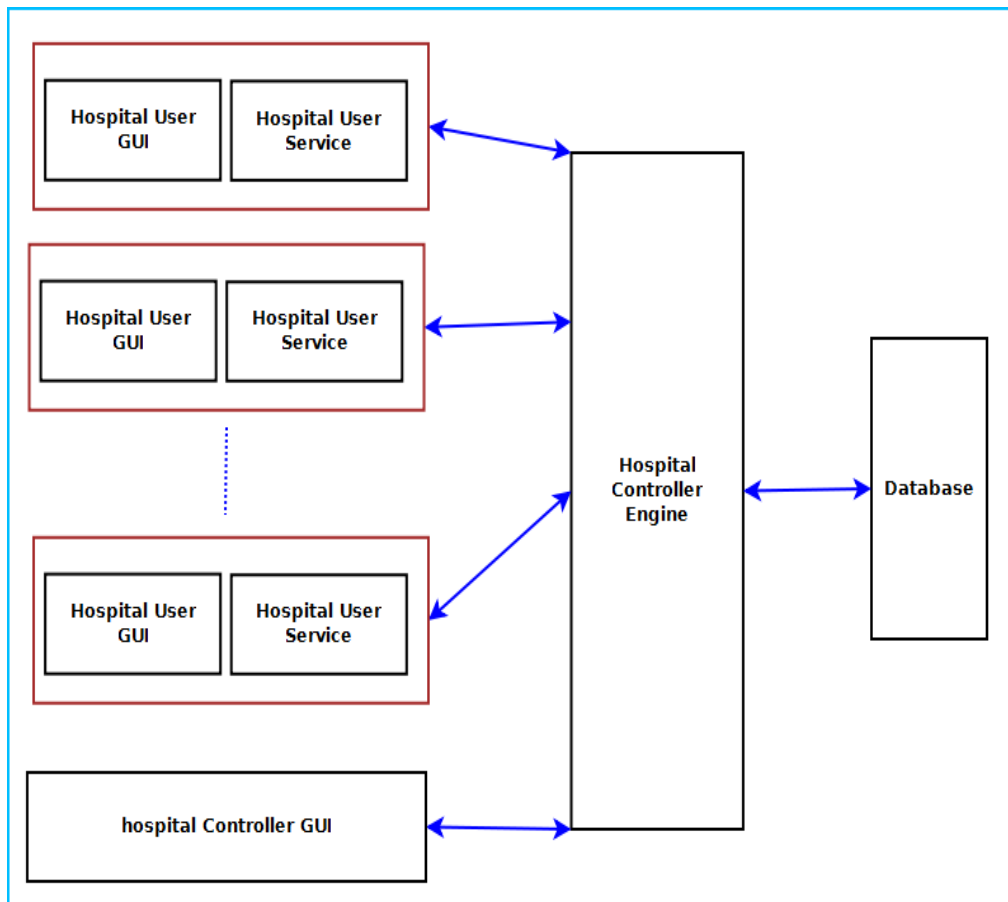 Hospital User
GUI
Hospital User
Service
Hospital User
GUI
Hospital User
Service
Hospital User
GUI
Hospital User
Service
hospital Controller GUI
Hospital
Controller
Engine
Database